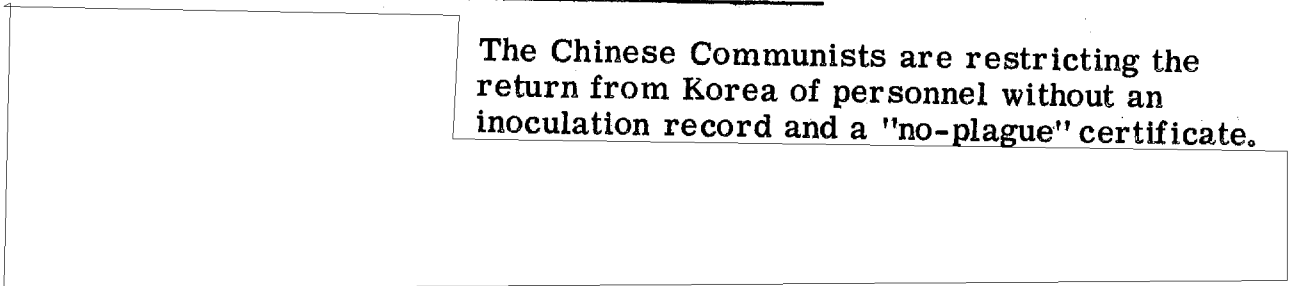 The Chinese Communists are restricting the
return from Korea of personnel without an
inoculation record and a "no-plague" certificate.